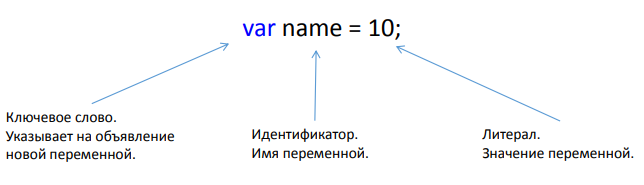 var name = 10;
Ключевое слово.
Указывает на объявление
новой переменной.
Идентификатор.
Имя переменной.
Литерал.
Значение переменной.